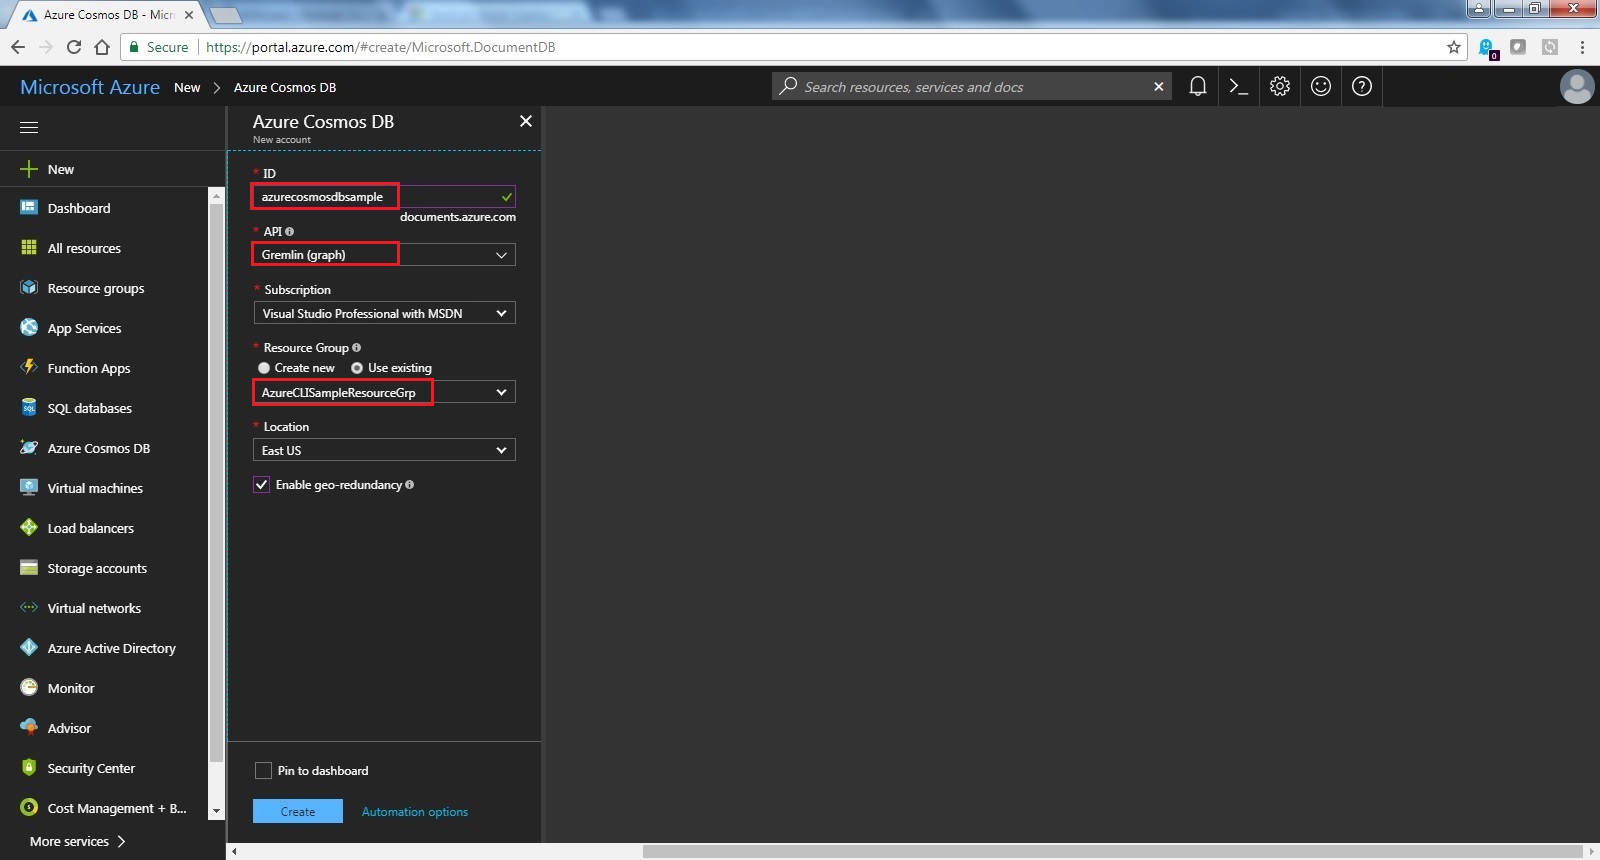 Azure Cosmos DB - Micr
Secure https://portal.azure.com/#create/Microsoft.DocumentDB
0
Microsoft Azure New > Azure Cosmos DB
Search resources, services and docs
Azure Cosmos DB
New account
New
Dashboard
All resources
Resource groups
App Services
Function Apps
SQL databases
Azure Cosmos DB
Virtual machines
Load balancers
Storage accounts
Virtual networks
Azure Active Directory
Monitor
Advisor
Security Center
Cost Management + B...
More services >
* ID
azurecosmosdbsample
documents.azure.com
* API
Gremlin (graph)
* Subscription
Visual Studio Professional with MSDN
* Resource Group
Create new Use existing
AzureCLISampleResourceGrp
* Location
East US
Enable geo-redundancy
Pin to dashboard
Create Automation options